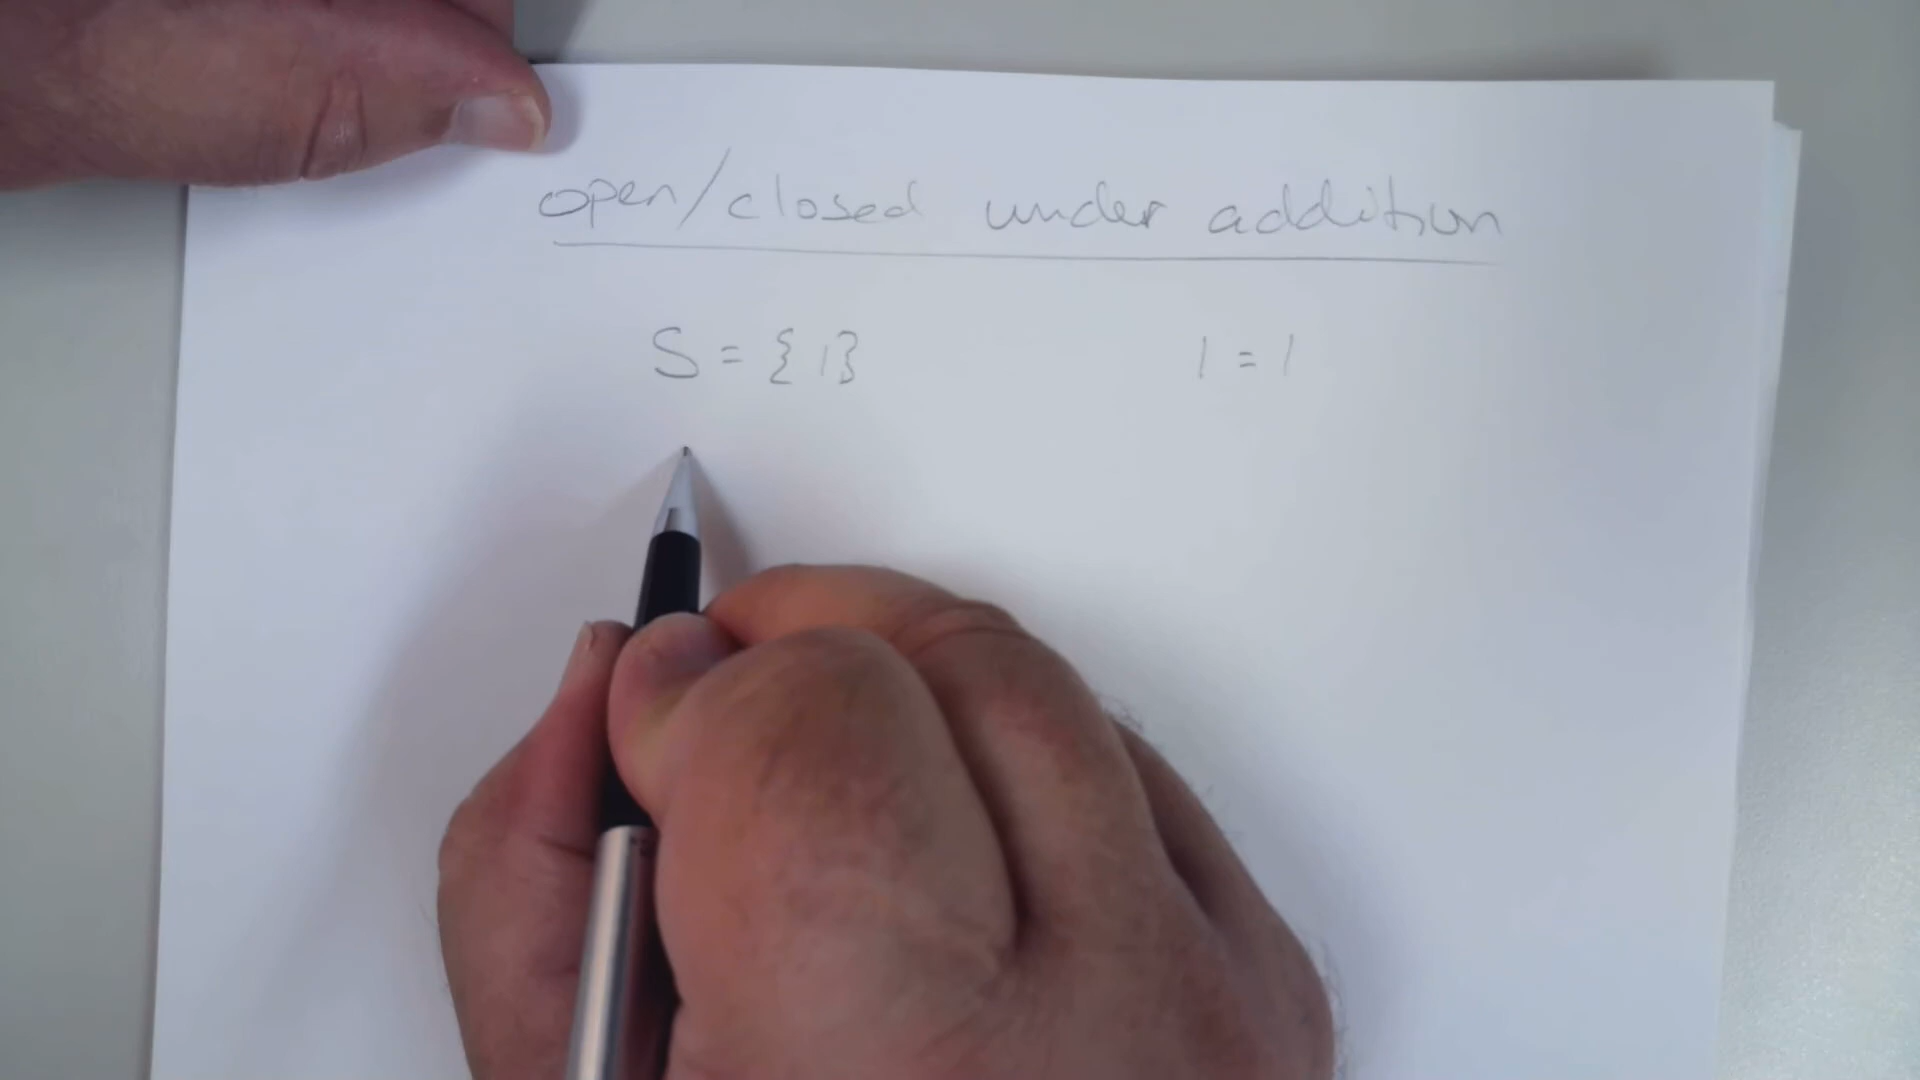 open/closed under addition
S = { 1 } 1 = 1